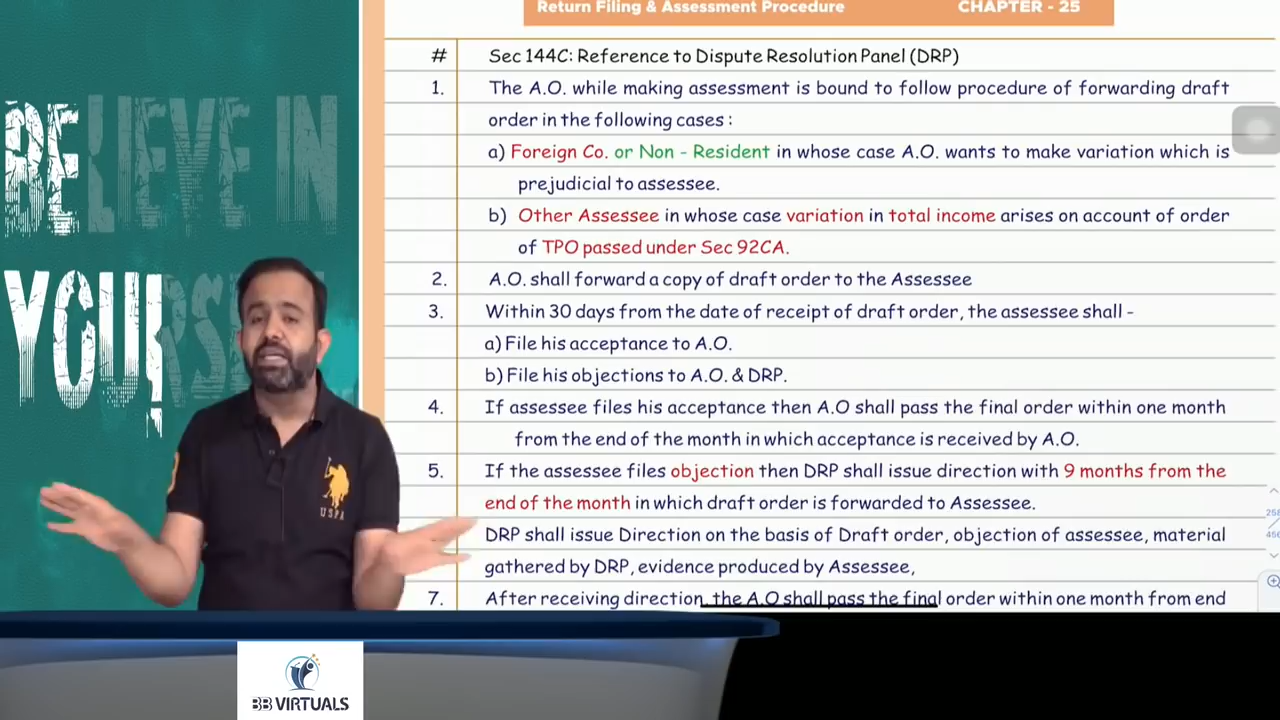 BELIEVE IN
YOURS
Return Filing & Assessment Procedure CHAPTER - 25
# Sec 144C: Reference to Dispute Resolution Panel (DRP)
1. The A.O. while making assessment is bound to follow procedure of forwarding draft
order in the following cases :
a) Foreign Co. or Non - Resident in whose case A.O. wants to make variation which is
prejudicial to assessee.
b) Other Assessee in whose case variation in total income arises on account of order
of TPO passed under Sec 92CA.
2. A.O. shall forward a copy of draft order to the Assessee
3. Within 30 days from the date of receipt of draft order, the assessee shall -
a) File his acceptance to A.O.
b) File his objections to A.O. & DRP.
4. If assessee files his acceptance then A.O shall pass the final order within one month
from the end of the month in which acceptance is received by A.O.
5. If the assessee files objection then DRP shall issue direction with 9 months from the
end of the month in which draft order is forwarded to Assessee.
DRP shall issue Direction on the basis of Draft order, objection of assessee, material
gathered by DRP, evidence produced by Assessee,
7. After receiving direction, the A.O shall pass the final order within one month from end
USPA
258
456
BB VIRTUALS